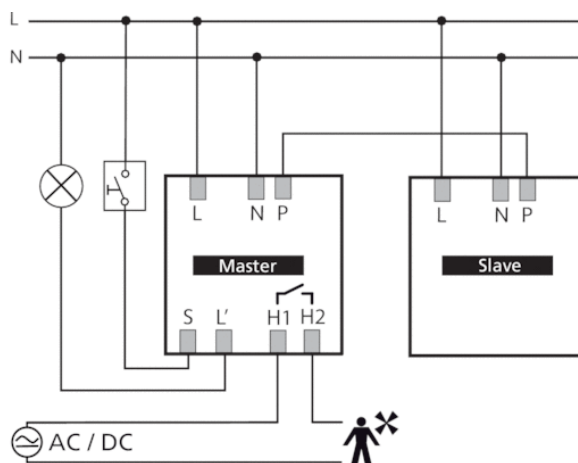 L
N
L N P
L N P
Master
Slave
S L' H1 H2
AC / DC